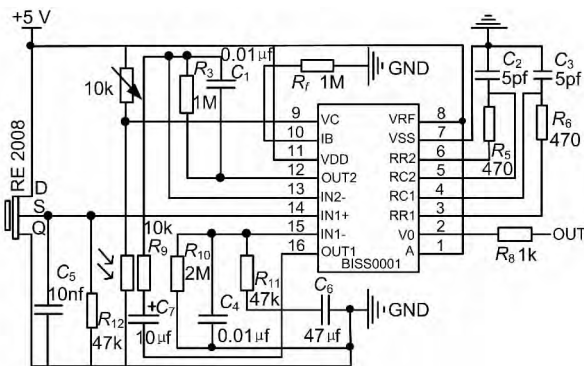 +5 V
10k
R3
1M
0.01μf
C1
Rf 1M
GND
C2
5pf
C3
5pf
R6
470
R5
470
RE 2008
D
S
Q
9 VC
10 IB
11 VDD
12 OUT2
13 IN2-
14 IN1+
15 IN1-
16 OUT1
VRF 8
VSS 7
RR2 6
RC2 5
RC1 4
RR1 3
V0 2
A 1
BISS0001
R8 1k
OUT
10k
R9
R10
2M
R11
47k
C6
47μf
GND
C5
10nf
R12
47k
+C7
10μf
C4
0.01μf